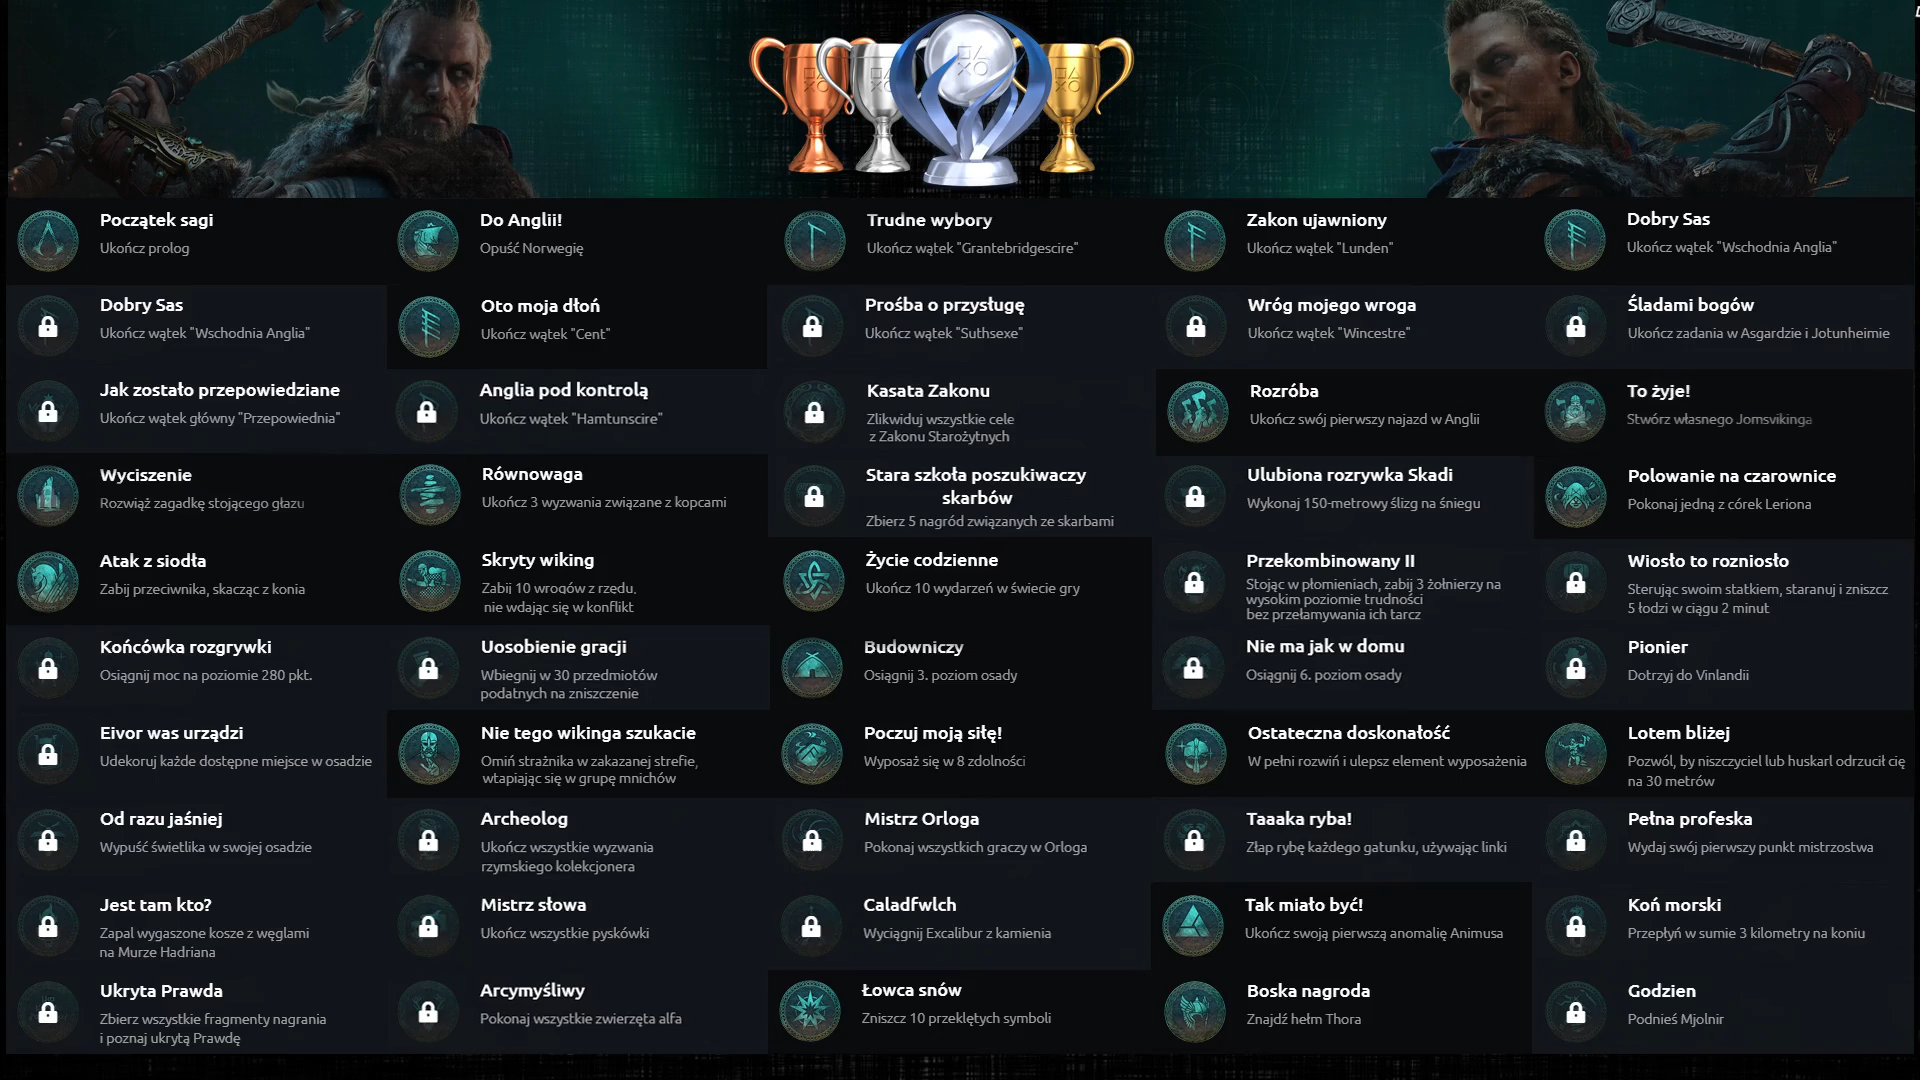 Początek sagi
Ukończ prolog
Do Anglii!
Opuść Norwegię
Trudne wybory
Ukończ wątek "Grantebridgescire"
Zakon ujawniony
Ukończ wątek "Lunden"
Dobry Sas
Ukończ wątek "Wschodnia Anglia"
Dobry Sas
Ukończ wątek "Wschodnia Anglia"
Oto moja dłoń
Ukończ wątek "Cent"
Prośba o przysługę
Ukończ wątek "Suthsexe"
Wróg mojego wroga
Ukończ wątek "Wincestre"
Śladami bogów
Ukończ zadania w Asgardzie i Jotunheimie
Jak zostało przepowiedziane
Ukończ wątek główny "Przepowiednia"
Anglia pod kontrolą
Ukończ wątek "Hamtunscire"
Kasata Zakonu
Zlikwiduj wszystkie cele
z Zakonu Starożytnych
Rozróba
Ukończ swój pierwszy najazd w Anglii
To żyje!
Stwórz własnego Jomsvikinga
Wyciszenie
Rozwiąż zagadkę stojącego głazu
Równowaga
Ukończ 3 wyzwania związane z kopcami
Stara szkoła poszukiwaczy
skarbów
Zbierz 5 nagród związanych ze skarbami
Ulubiona rozrywka Skadi
Wykonaj 150-metrowy ślizg na śniegu
Polowanie na czarownice
Pokonaj jedną z córek Leriona
Atak z siodła
Zabij przeciwnika, skacząc z konia
Skryty wiking
Zabij 10 wrogów z rzędu,
nie wdając się w konflikt
Życie codzienne
Ukończ 10 wydarzeń w świecie gry
Przekombinowany II
Stojąc w płomieniach, zabij 3 żołnierzy na
wysokim poziomie trudności
bez przełamywania ich tarcz
Wiosło to rozniosło
Sterując swoim statkiem, staranuj i zniszcz
5 łodzi w ciągu 2 minut
Końcówka rozgrywki
Osiągnij moc na poziomie 280 pkt.
Uosobienie gracji
Wbiegnij w 30 przedmiotów
podatnych na zniszczenie
Budowniczy
Osiągnij 3. poziom osady
Nie ma jak w domu
Osiągnij 6. poziom osady
Pionier
Dotrzyj do Vinlandii
Eivor was urządzi
Udekoruj każde dostępne miejsce w osadzie
Nie tego wikinga szukacie
Omiń strażnika w zakazanej strefie,
wtapiając się w grupę mnichów
Poczuj moją siłę!
Wyposaż się w 8 zdolności
Ostateczna doskonałość
W pełni rozwiń i ulepsz element wyposażenia
Lotem bliżej
Pozwól, by niszczyciel lub huskarl odrzucił cię
na 30 metrów
Od razu jaśniej
Wypuść świetlika w swojej osadzie
Archeolog
Ukończ wszystkie wyzwania
rzymskiego kolekcjonera
Mistrz Orloga
Pokonaj wszystkich graczy w Orloga
Taaaka ryba!
Złap rybę każdego gatunku, używając linki
Pełna profeska
Wydaj swój pierwszy punkt mistrzostwa
Jest tam kto?
Zapal wygaszone kosze z węglami
na Murze Hadriana
Mistrz słowa
Ukończ wszystkie pyskówki
Caladfwlch
Wyciągnij Excalibur z kamienia
Tak miało być!
Ukończ swoją pierwszą anomalię Animusa
Koń morski
Przepłyń w sumie 3 kilometry na koniu
Ukryta Prawda
Zbierz wszystkie fragmenty nagrania
i poznaj ukrytą Prawdę
Arcymyśliwy
Pokonaj wszystkie zwierzęta alfa
Łowca snów
Zniszcz 10 przeklętych symboli
Boska nagroda
Znajdź hełm Thora
Godzien
Podnieś Mjolnir